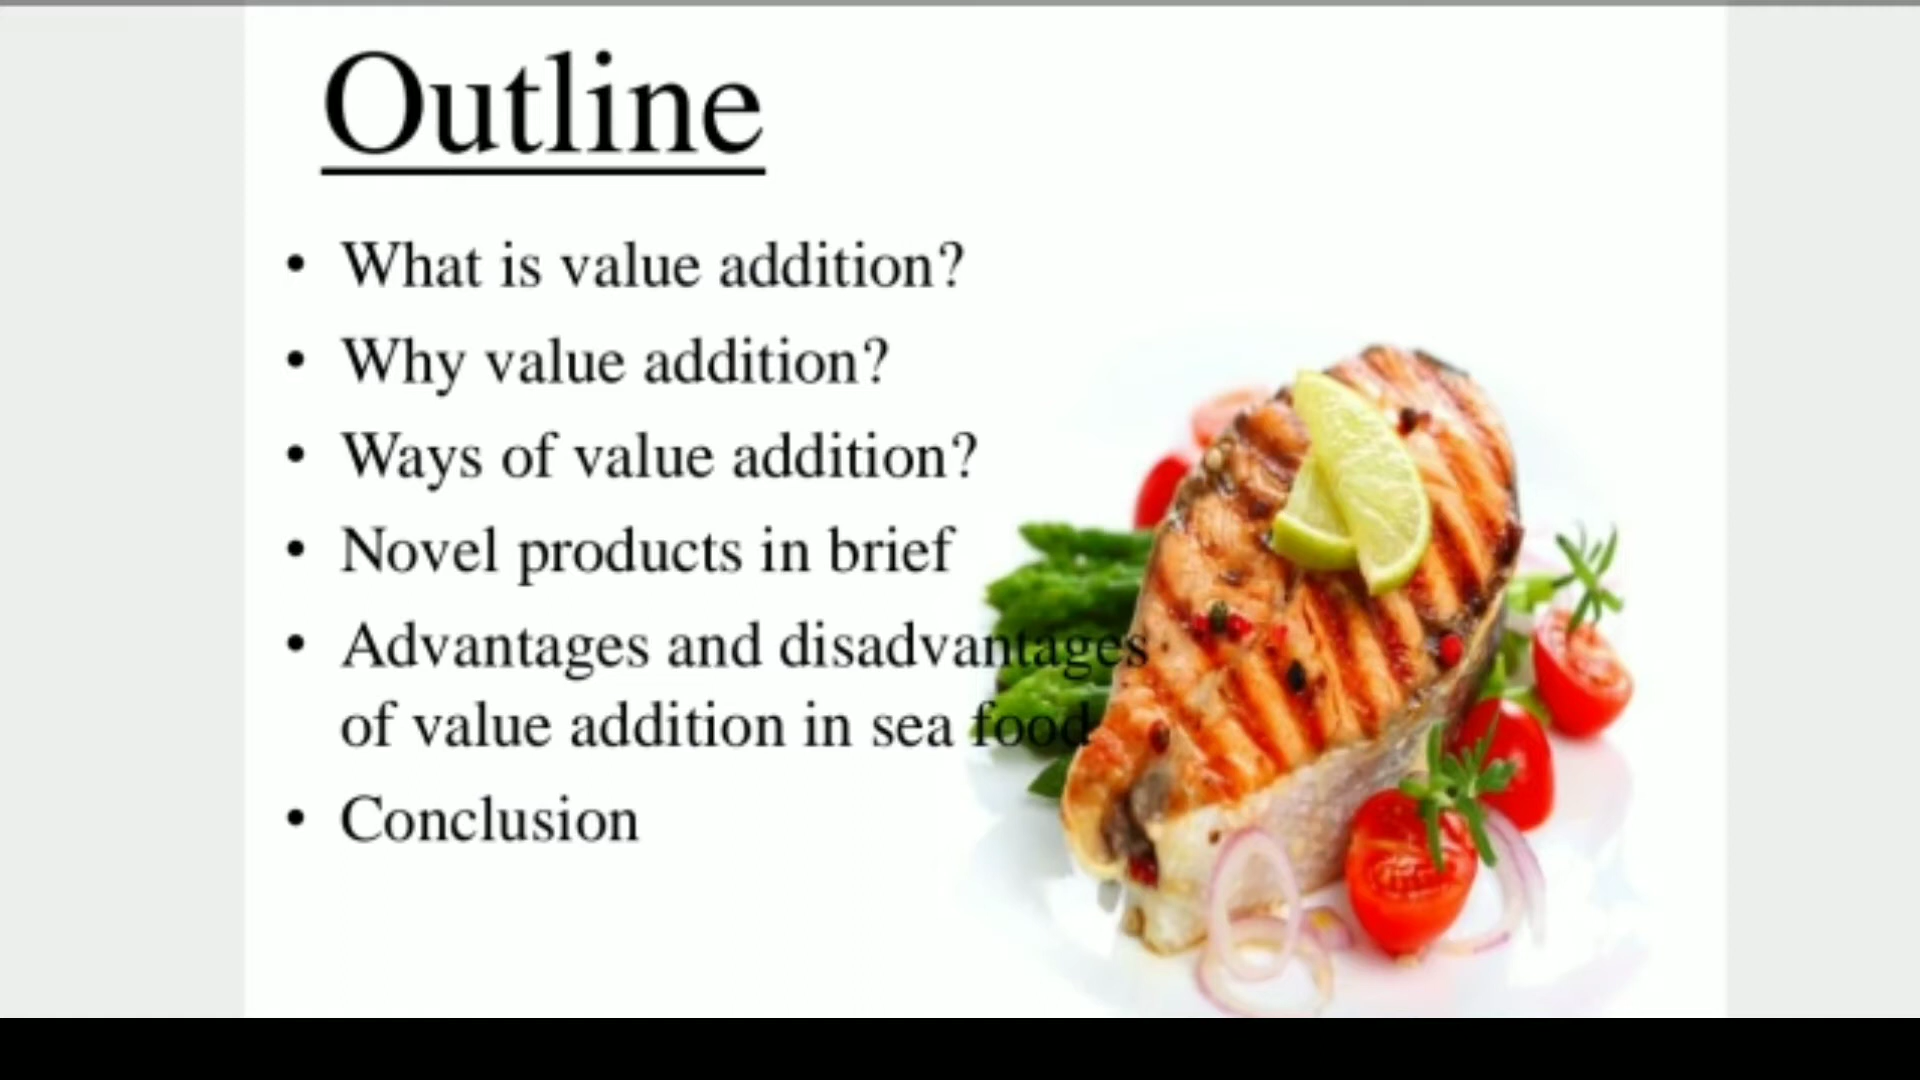 Outline
• What is value addition?
• Why value addition?
• Ways of value addition?
• Novel products in brief
• Advantages and disadvantages
of value addition in sea food
• Conclusion